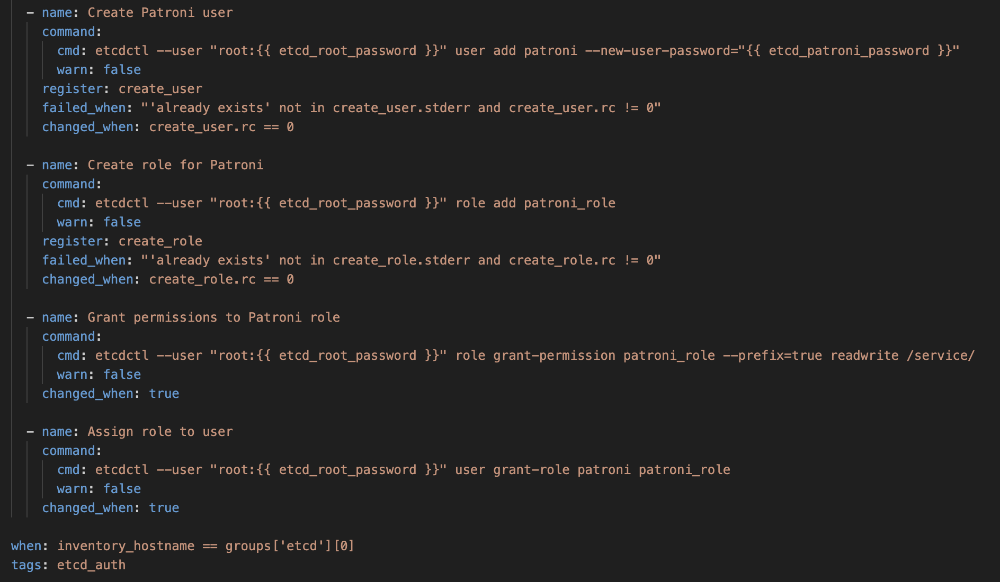 - name: Create Patroni user
command:
cmd: etcdctl --user "root:{{ etcd_root_password }}" user add patroni --new-user-password="{{ etcd_patroni_password }}"
warn: false
register: create_user
failed_when: "'already exists' not in create_user.stderr and create_user.rc != 0"
changed_when: create_user.rc == 0
- name: Create role for Patroni
command:
cmd: etcdctl --user "root:{{ etcd_root_password }}" role add patroni_role
warn: false
register: create_role
failed_when: "'already exists' not in create_role.stderr and create_role.rc != 0"
changed_when: create_role.rc == 0
- name: Grant permissions to Patroni role
command:
cmd: etcdctl --user "root:{{ etcd_root_password }}" role grant-permission patroni_role --prefix=true readwrite /service/
warn: false
changed_when: true
- name: Assign role to user
command:
cmd: etcdctl --user "root:{{ etcd_root_password }}" user grant-role patroni patroni_role
warn: false
changed_when: true
when: inventory_hostname == groups['etcd'][0]
tags: etcd_auth